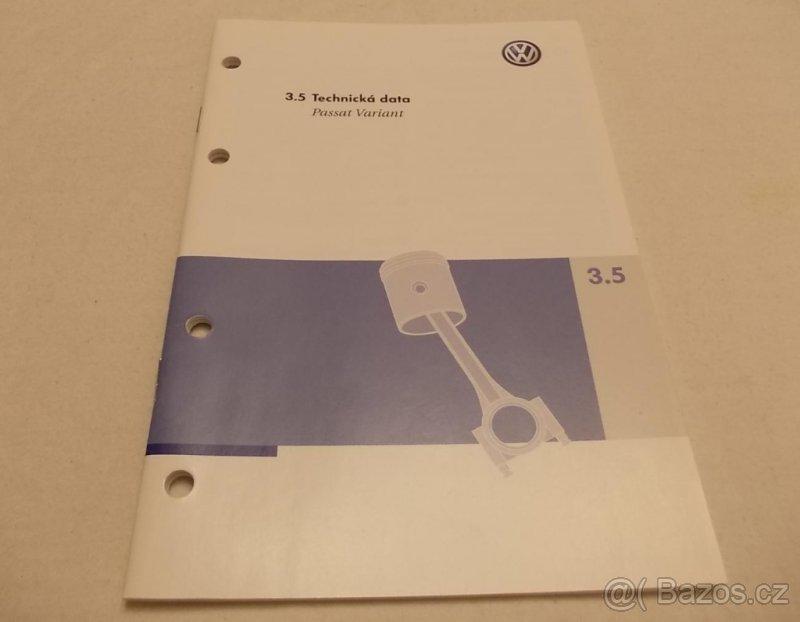 3.5 Technická data
Passat Variant
3.5
@( Bazos.cz